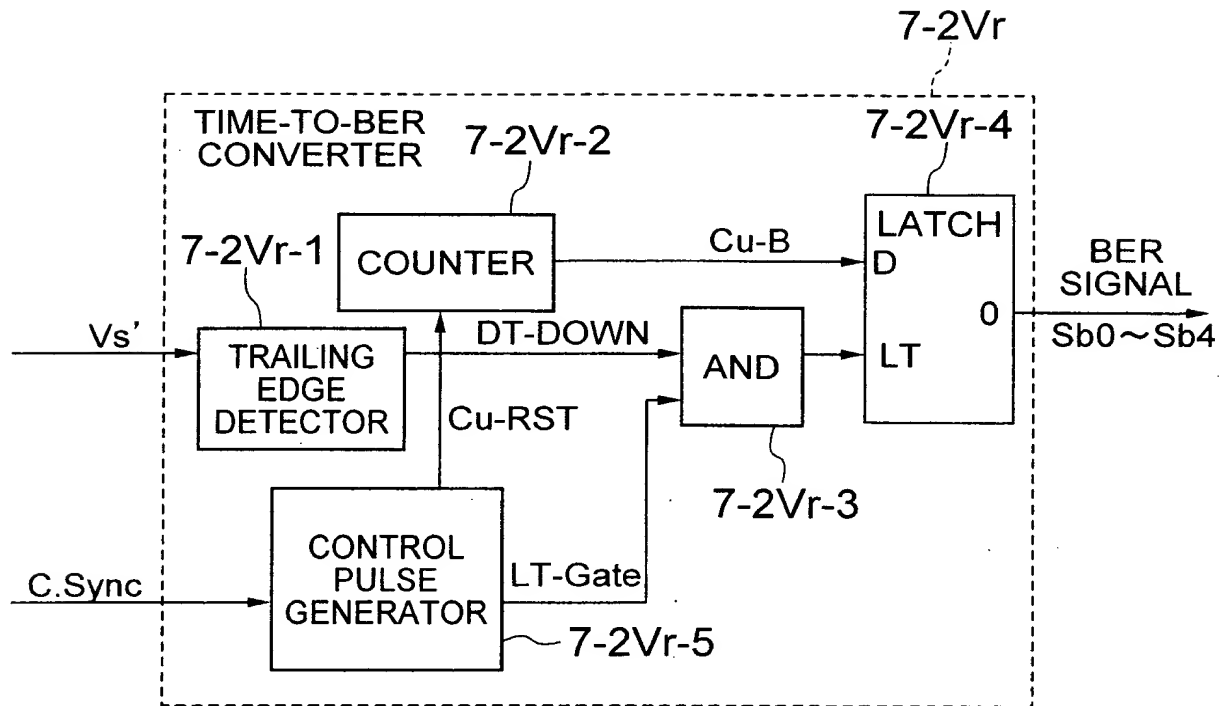 7-2Vr
TIME-TO-BER
CONVERTER
7-2Vr-2
7-2Vr-4
7-2Vr-1
COUNTER
Cu-B
LATCH
D
BER
SIGNAL
0
Sb0～Sb4
Vs'
TRAILING
EDGE
DETECTOR
DT-DOWN
AND
LT
Cu-RST
7-2Vr-3
CONTROL
PULSE
GENERATOR
LT-Gate
C.Sync
7-2Vr-5